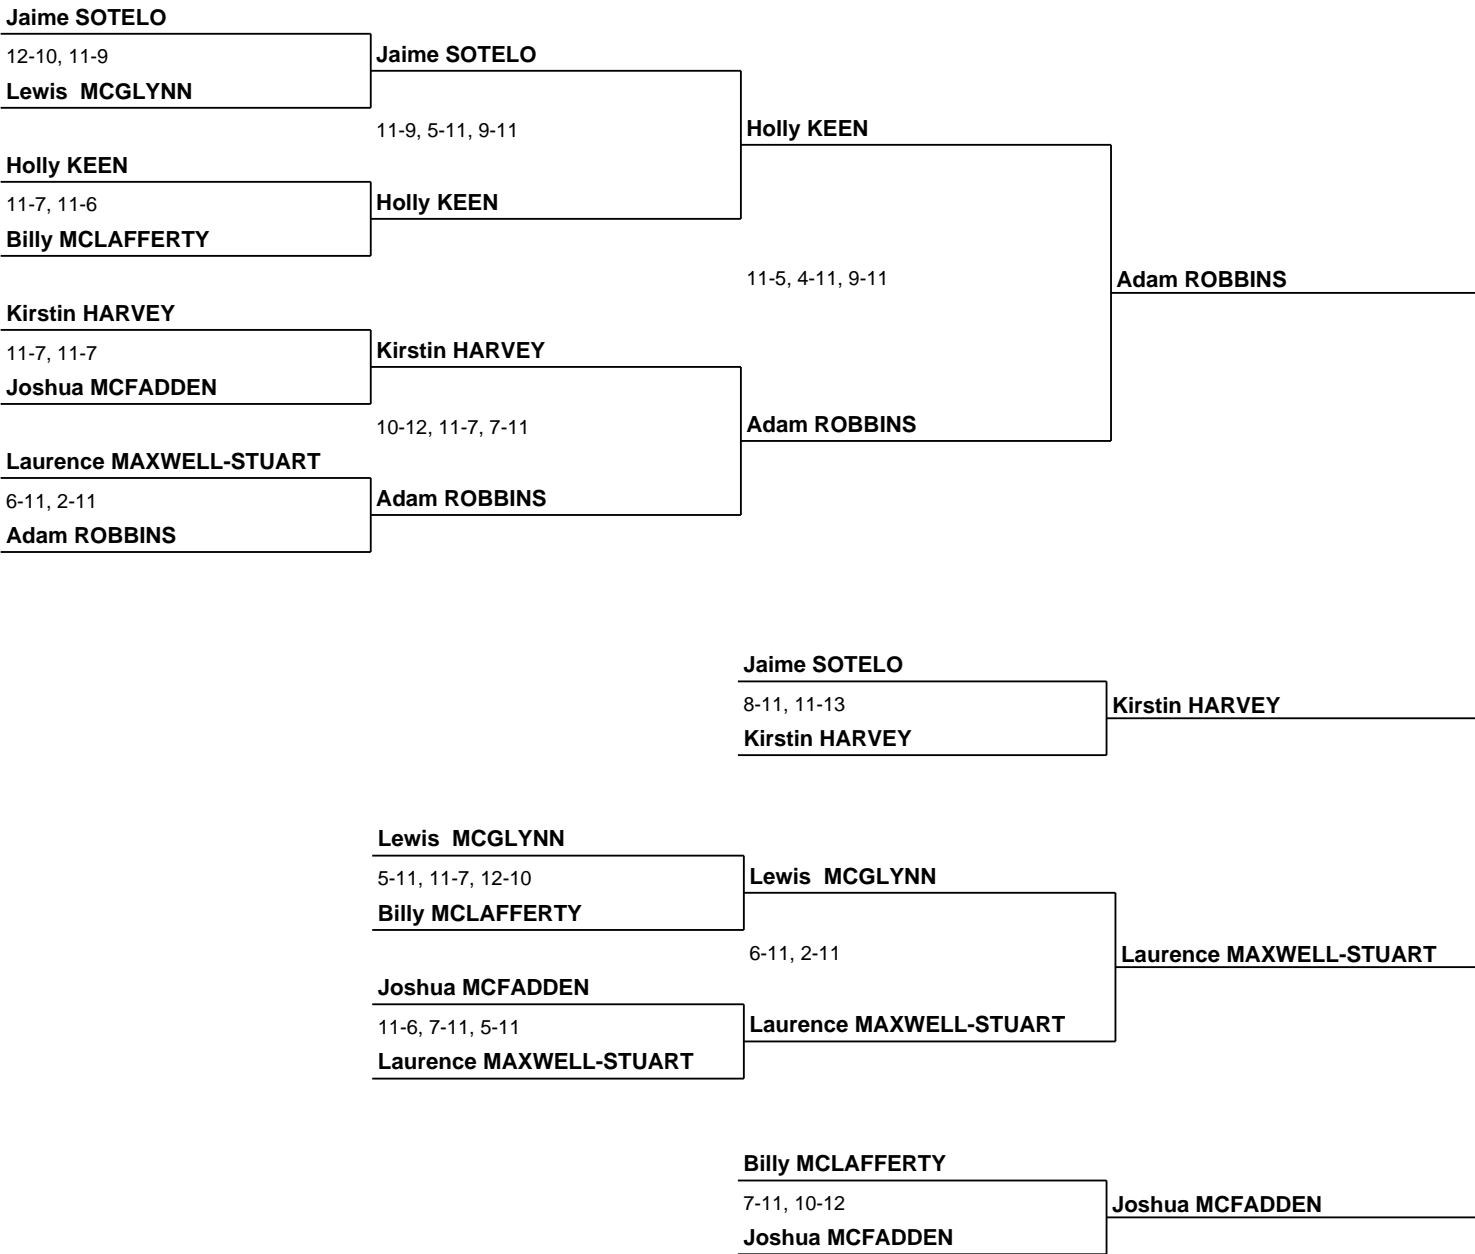 Jaime SOTELO
12-10, 11-9
Jaime SOTELO
Lewis  MCGLYNN
11-9, 5-11, 9-11
Holly KEEN
Holly KEEN
11-7, 11-6
Holly KEEN
Billy MCLAFFERTY
11-5, 4-11, 9-11
Adam ROBBINS
Kirstin HARVEY
11-7, 11-7
Kirstin HARVEY
Joshua MCFADDEN
10-12, 11-7, 7-11
Adam ROBBINS
Laurence MAXWELL-STUART
6-11, 2-11
Adam ROBBINS
Adam ROBBINS
Jaime SOTELO
8-11, 11-13
Kirstin HARVEY
Kirstin HARVEY
Lewis  MCGLYNN
5-11, 11-7, 12-10
Lewis  MCGLYNN
Billy MCLAFFERTY
6-11, 2-11
Laurence MAXWELL-STUART
Joshua MCFADDEN
11-6, 7-11, 5-11
Laurence MAXWELL-STUART
Laurence MAXWELL-STUART
Billy MCLAFFERTY
7-11, 10-12
Joshua MCFADDEN
Joshua MCFADDEN